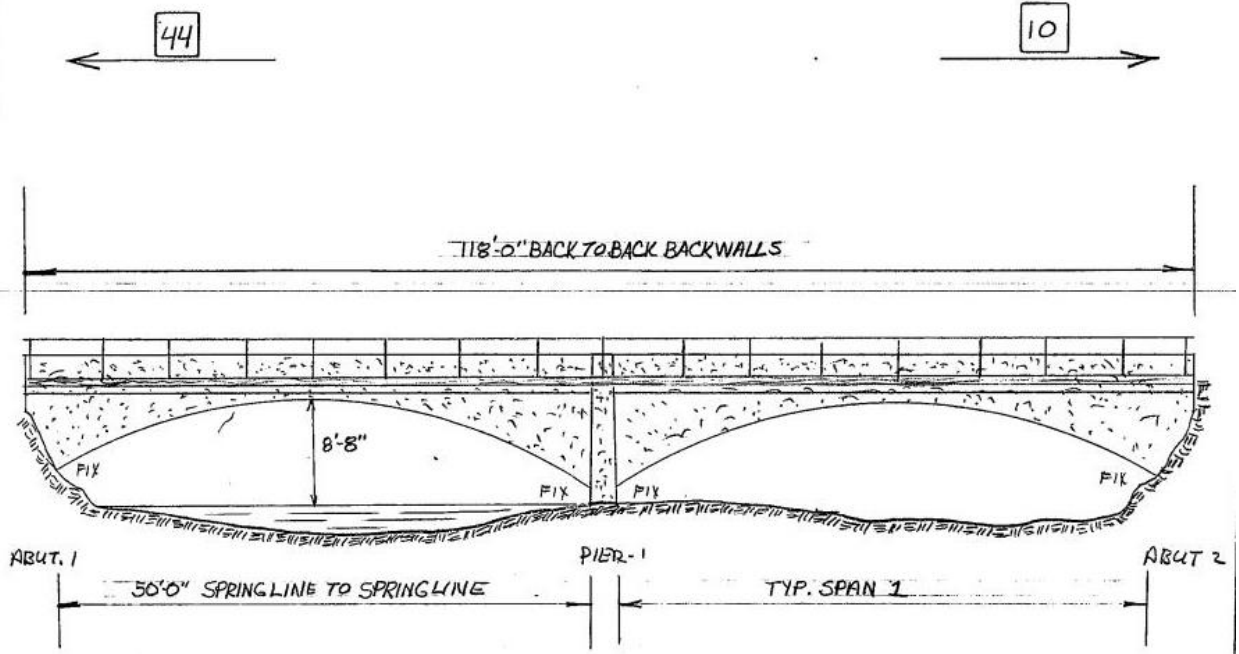 44
10
118'-0" BACK TO BACK BACKWALLS
8'-8"
FIX
FIX
FIX
FIX
ABUT. 1
PIER-1
ABUT 2
50'-0" SPRINGLINE TO SPRINGLINE
TYP. SPAN 1